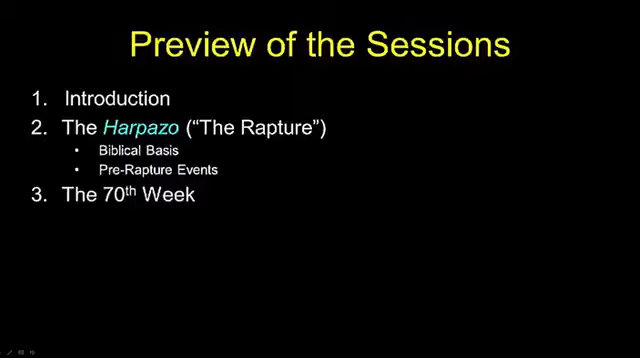 Preview of the Sessions
1. Introduction
2. The Harpazo (“The Rapture”)
• Biblical Basis
• Pre-Rapture Events
3. The 70th Week